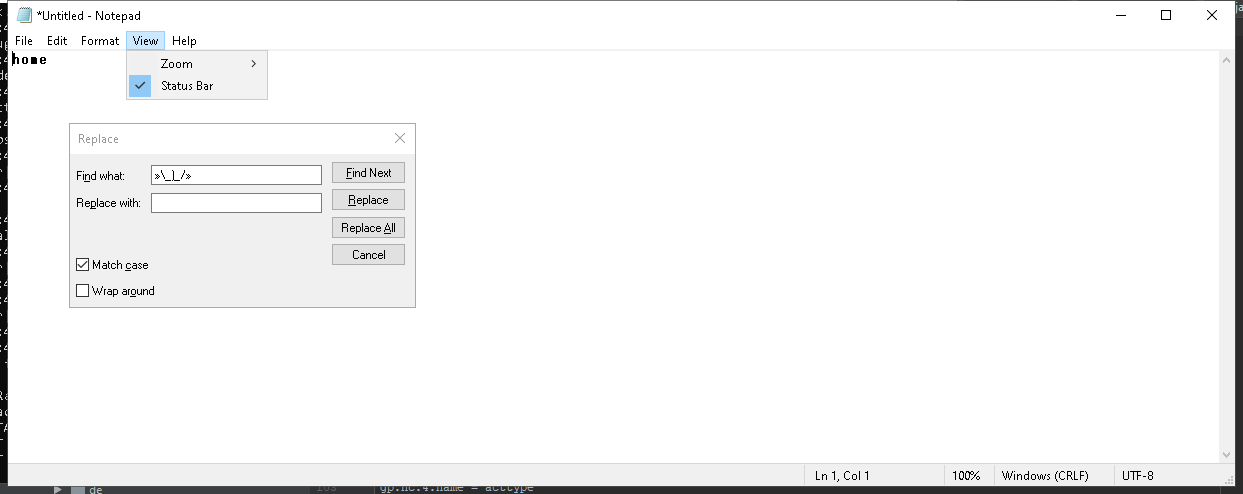 *Untitled - Notepad
File Edit Format View Help
home
Zoom
Status Bar
Replace
Find what: »\_)_/»
Find Next
Replace with:
Replace
Replace All
Cancel
Match case
Wrap around
Ln 1, Col 1 100% Windows (CRLF) UTF-8
de
gp.nc.4.name = acttype